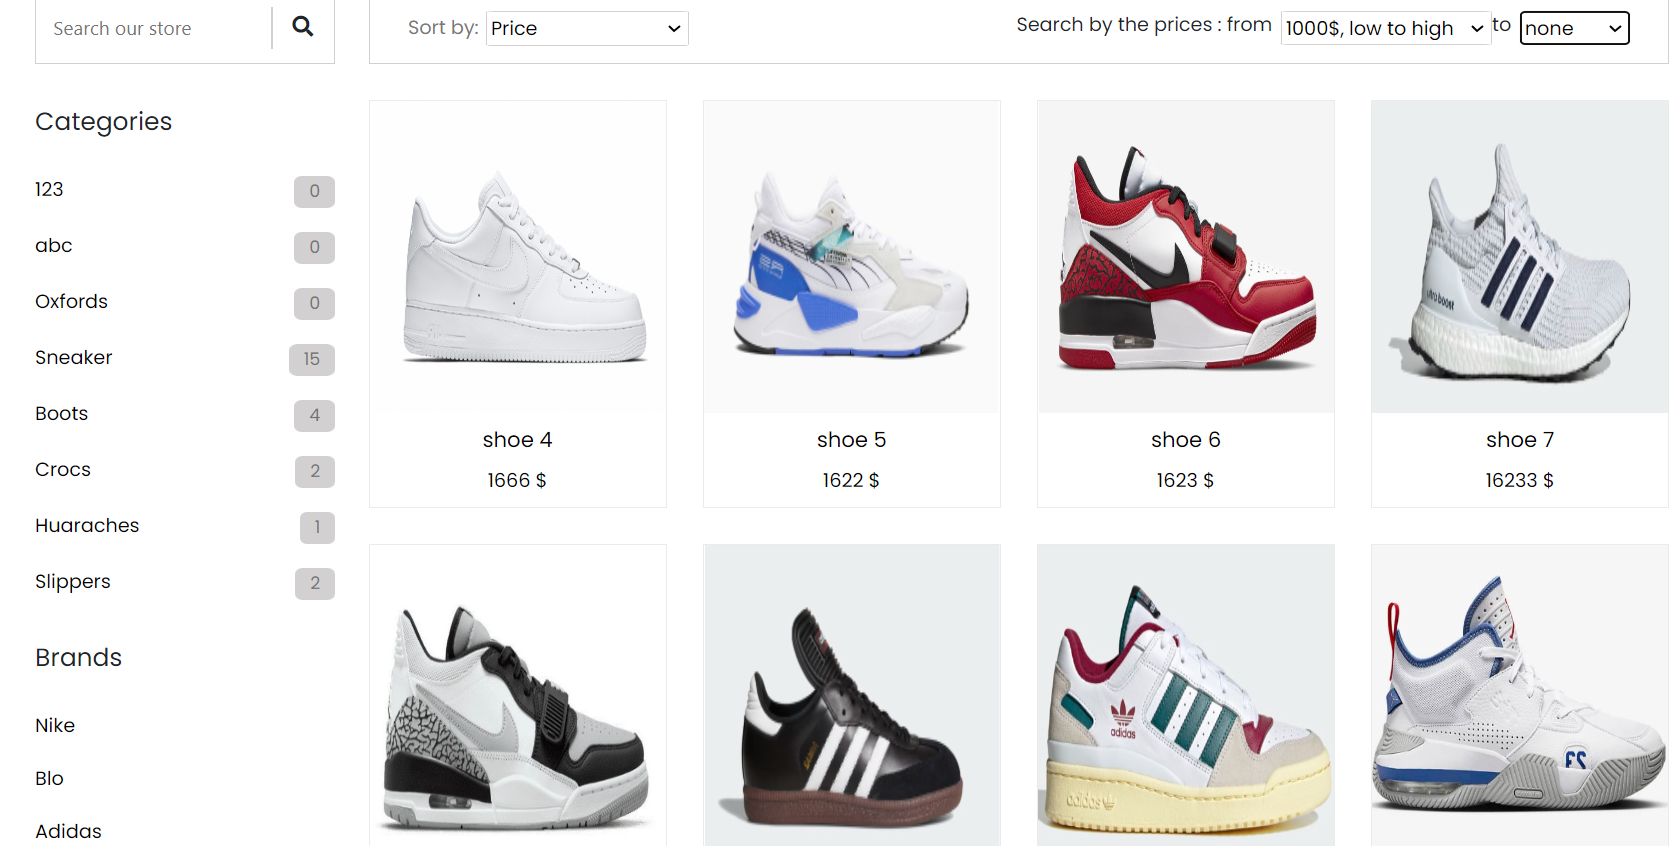 Search our store
Sort by: Price
Search by the prices : from 1000$, low to high to none
Categories
123 0
abc 0
Oxfords 0
Sneaker 15
Boots 4
Crocs 2
Huaraches 1
Slippers 2
Brands
Nike
Blo
Adidas
ultraboost
shoe 4
1666 $
shoe 5
1622 $
shoe 6
1623 $
shoe 7
16233 $
adidas
adidas